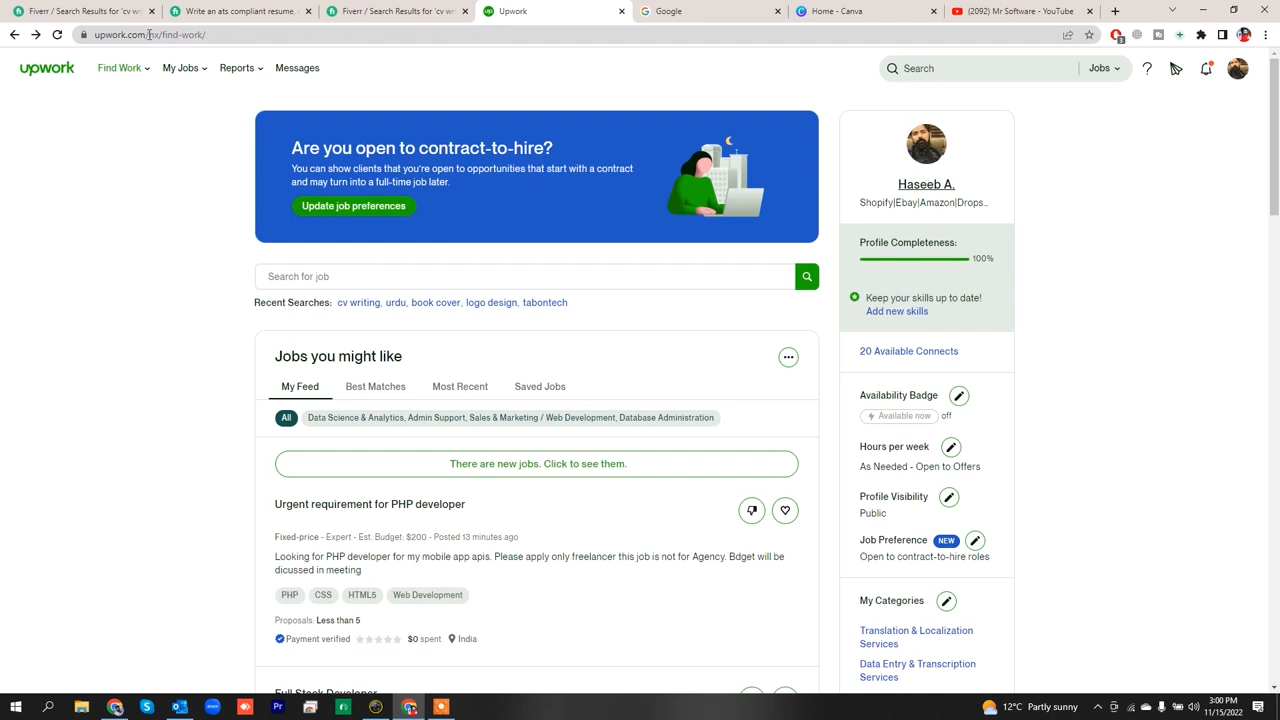 Fiverr / Search Results for 'cv w
Write an ats compliant resume,
Fiverr / Search Results for 'cv w
Upwork
Google
Home - Canva
(2092) Mr Software - YouTube
upwork.com/nx/find-work/
3
upwork
Find Work
My Jobs
Reports
Messages
Search
Jobs
Are you open to contract-to-hire?
You can show clients that you're open to opportunities that start with a contract
and may turn into a full-time job later.
Update job preferences
Search for job
Recent Searches: cv writing, urdu, book cover, logo design, tabontech
Jobs you might like
My Feed
Best Matches
Most Recent
Saved Jobs
All
Data Science & Analytics, Admin Support, Sales & Marketing / Web Development, Database Administration
There are new jobs. Click to see them.
Urgent requirement for PHP developer
Fixed-price - Expert - Est. Budget: $200 - Posted 13 minutes ago
Looking for PHP developer for my mobile app apis. Please apply only freelancer this job is not for Agency. Bdget will be
dicussed in meeting
PHP
CSS
HTML5
Web Development
Proposals: Less than 5
Payment verified
$0 spent
India
Full Stack Developer
Haseeb A.
Shopify|Ebay|Amazon|Drops...
Profile Completeness:
100%
Keep your skills up to date!
Add new skills
20 Available Connects
Availability Badge
Available now
off
Hours per week
As Needed - Open to Offers
Profile Visibility
Public
Job Preference NEW
Open to contract-to-hire roles
My Categories
Translation & Localization
Services
Data Entry & Transcription
Services
zoom
Pr
12°C Partly sunny
3:00 PM
11/15/2022